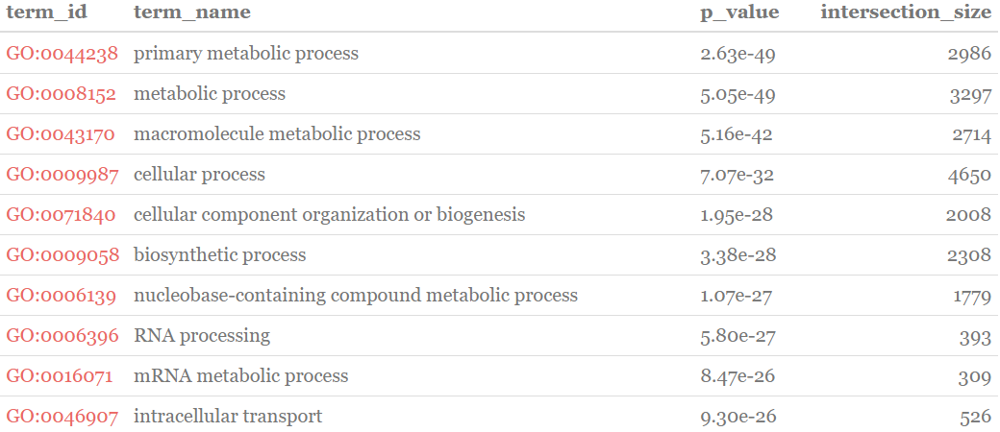 term_id term_name p_value intersection_size
GO:0044238 primary metabolic process 2.63e-49 2986
GO:0008152 metabolic process 5.05e-49 3297
GO:0043170 macromolecule metabolic process 5.16e-42 2714
GO:0009987 cellular process 7.07e-32 4650
GO:0071840 cellular component organization or biogenesis 1.95e-28 2008
GO:0009058 biosynthetic process 3.38e-28 2308
GO:0006139 nucleobase-containing compound metabolic process 1.07e-27 1779
GO:0006396 RNA processing 5.80e-27 393
GO:0016071 mRNA metabolic process 8.47e-26 309
GO:0046907 intracellular transport 9.30e-26 526